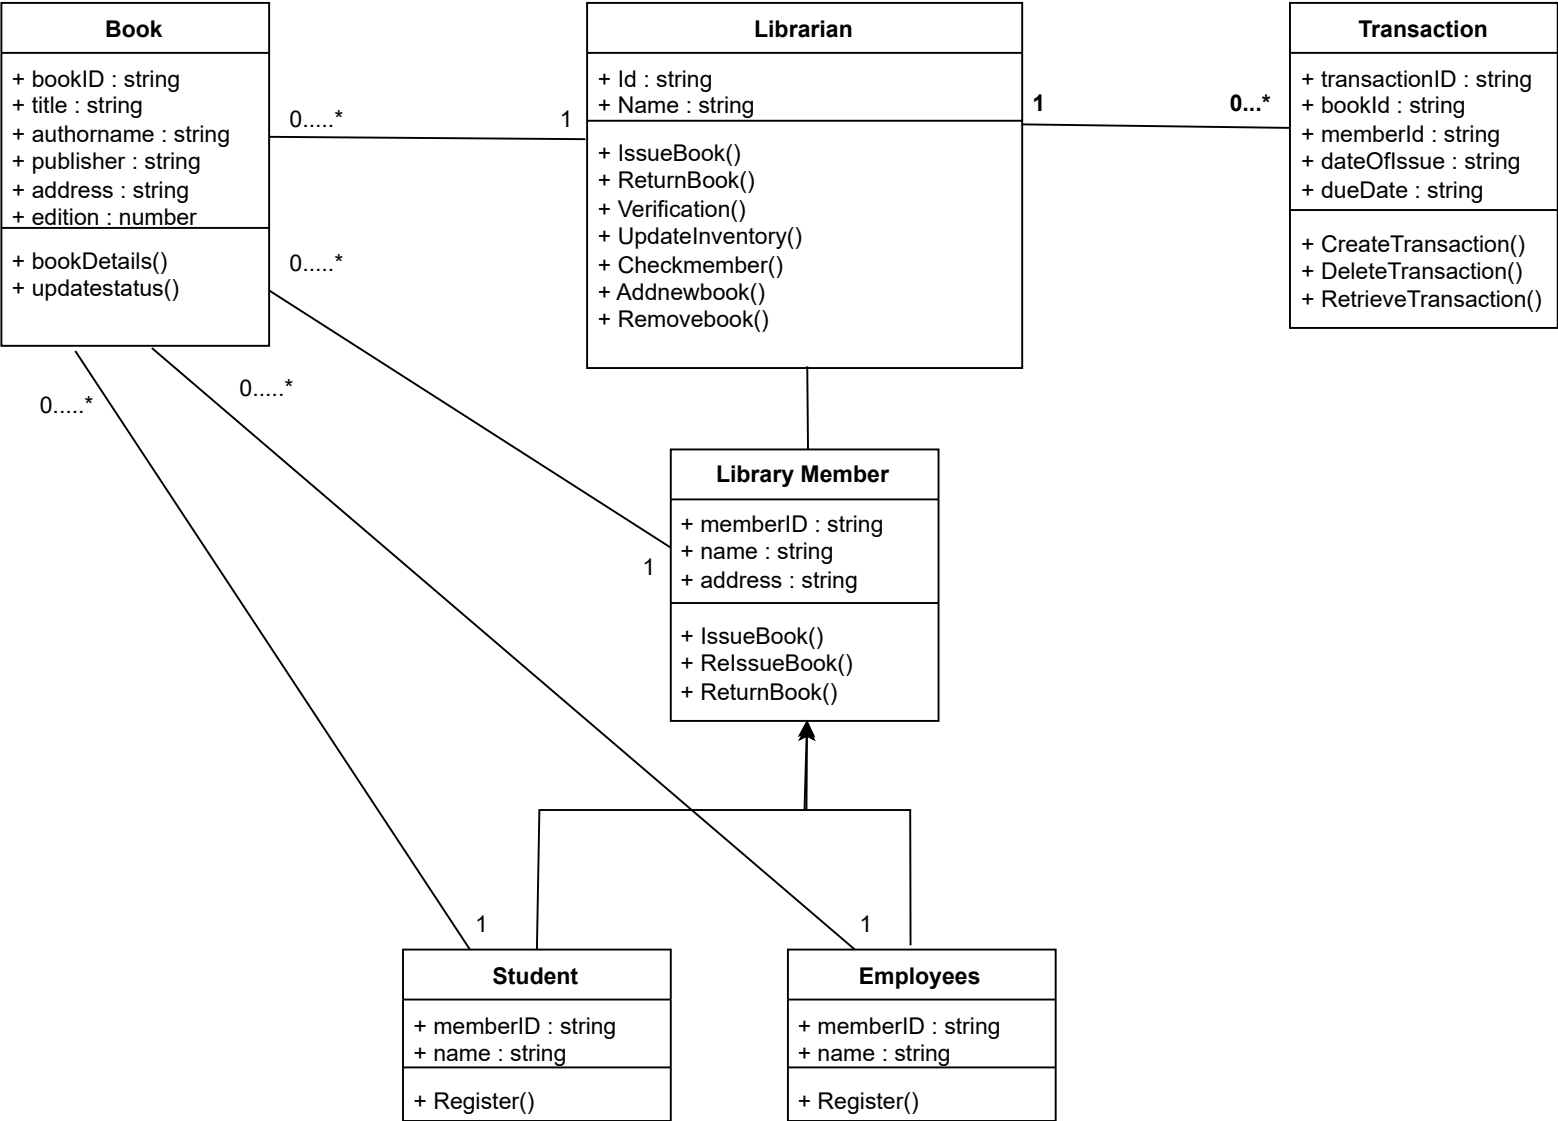 Book
+ bookID : string
+ title : string
+ authorname : string
+ publisher : string
+ address : string
+ edition : number
+ bookDetails()
+ updatestatus()
0.....*
1
Librarian
+ Id : string
+ Name : string
+ IssueBook()
+ ReturnBook()
+ Verification()
+ UpdateInventory()
+ Checkmember()
+ Addnewbook()
+ Removebook()
1
0...*
Transaction
+ transactionID : string
+ bookId : string
+ memberId : string
+ dateOfIssue : string
+ dueDate : string
+ CreateTransaction()
+ DeleteTransaction()
+ RetrieveTransaction()
0.....*
0.....*
0.....*
1
Library Member
+ memberID : string
+ name : string
+ address : string
+ IssueBook()
+ ReIssueBook()
+ ReturnBook()
1
1
Student
+ memberID : string
+ name : string
+ Register()
Employees
+ memberID : string
+ name : string
+ Register()